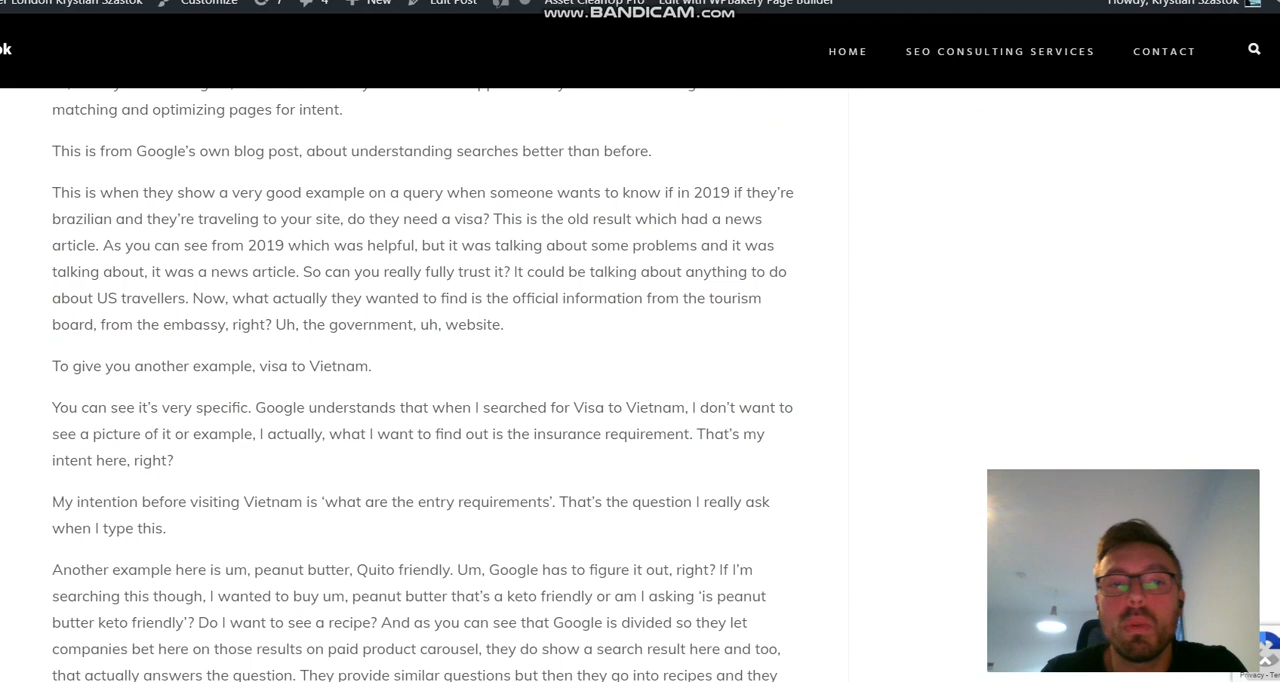 er London Krystian Szastok Customize 7 4 New Edit Post Asset CleanUp Pro Edit with WPBakery Page Builder Howdy, Krystian Szastok
WWW.BANDICAM.COM
ok HOME SEO CONSULTING SERVICES CONTACT
matching and optimizing pages for intent.
This is from Google’s own blog post, about understanding searches better than before.
This is when they show a very good example on a query when someone wants to know if in 2019 if they’re
brazilian and they’re traveling to your site, do they need a visa? This is the old result which had a news
article. As you can see from 2019 which was helpful, but it was talking about some problems and it was
talking about, it was a news article. So can you really fully trust it? It could be talking about anything to do
about US travellers. Now, what actually they wanted to find is the official information from the tourism
board, from the embassy, right? Uh, the government, uh, website.
To give you another example, visa to Vietnam.
You can see it’s very specific. Google understands that when I searched for Visa to Vietnam, I don’t want to
see a picture of it or example, I actually, what I want to find out is the insurance requirement. That’s my
intent here, right?
My intention before visiting Vietnam is ‘what are the entry requirements’. That’s the question I really ask
when I type this.
Another example here is um, peanut butter, Quito friendly. Um, Google has to figure it out, right? If I’m
searching this though, I wanted to buy um, peanut butter that’s a keto friendly or am I asking ‘is peanut
butter keto friendly’? Do I want to see a recipe? And as you can see that Google is divided so they let
companies bet here on those results on paid product carousel, they do show a search result here and too,
that actually answers the question. They provide similar questions but then they go into recipes and they
Privacy - Ter